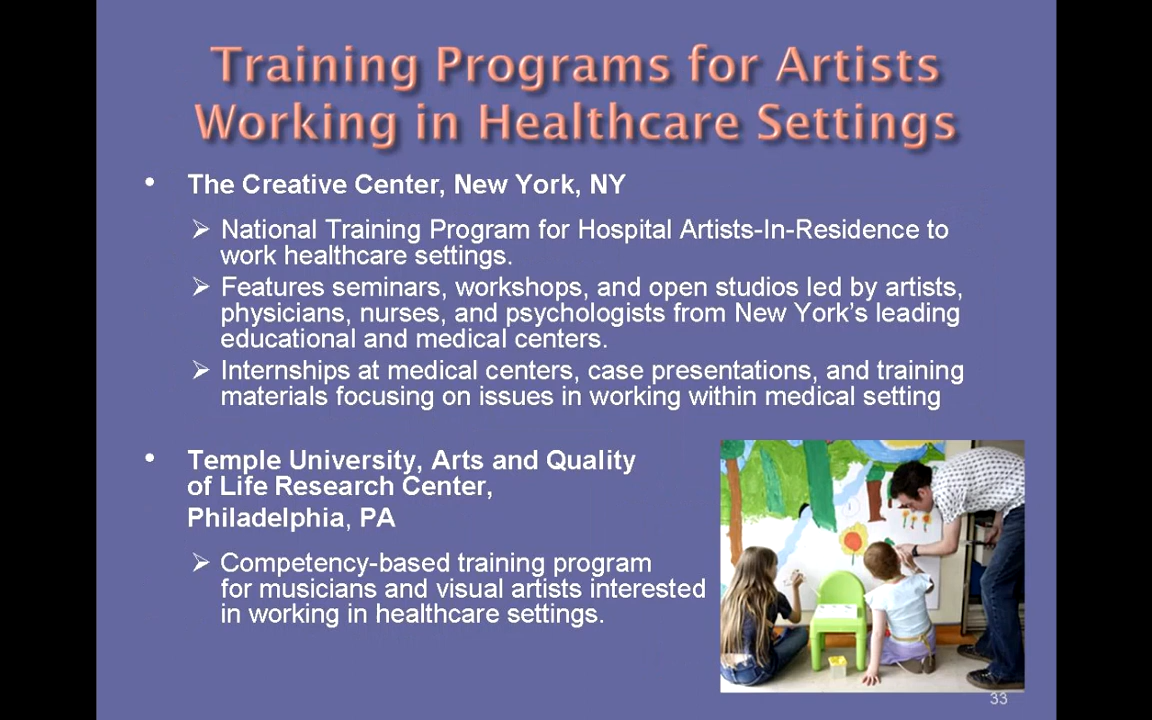 Training Programs for Artists
Working in Healthcare Settings
• The Creative Center, New York, NY
➢ National Training Program for Hospital Artists-In-Residence to
work healthcare settings.
➢ Features seminars, workshops, and open studios led by artists,
physicians, nurses, and psychologists from New York’s leading
educational and medical centers.
➢ Internships at medical centers, case presentations, and training
materials focusing on issues in working within medical setting
• Temple University, Arts and Quality
of Life Research Center,
Philadelphia, PA
➢ Competency-based training program
for musicians and visual artists interested
in working in healthcare settings.
33